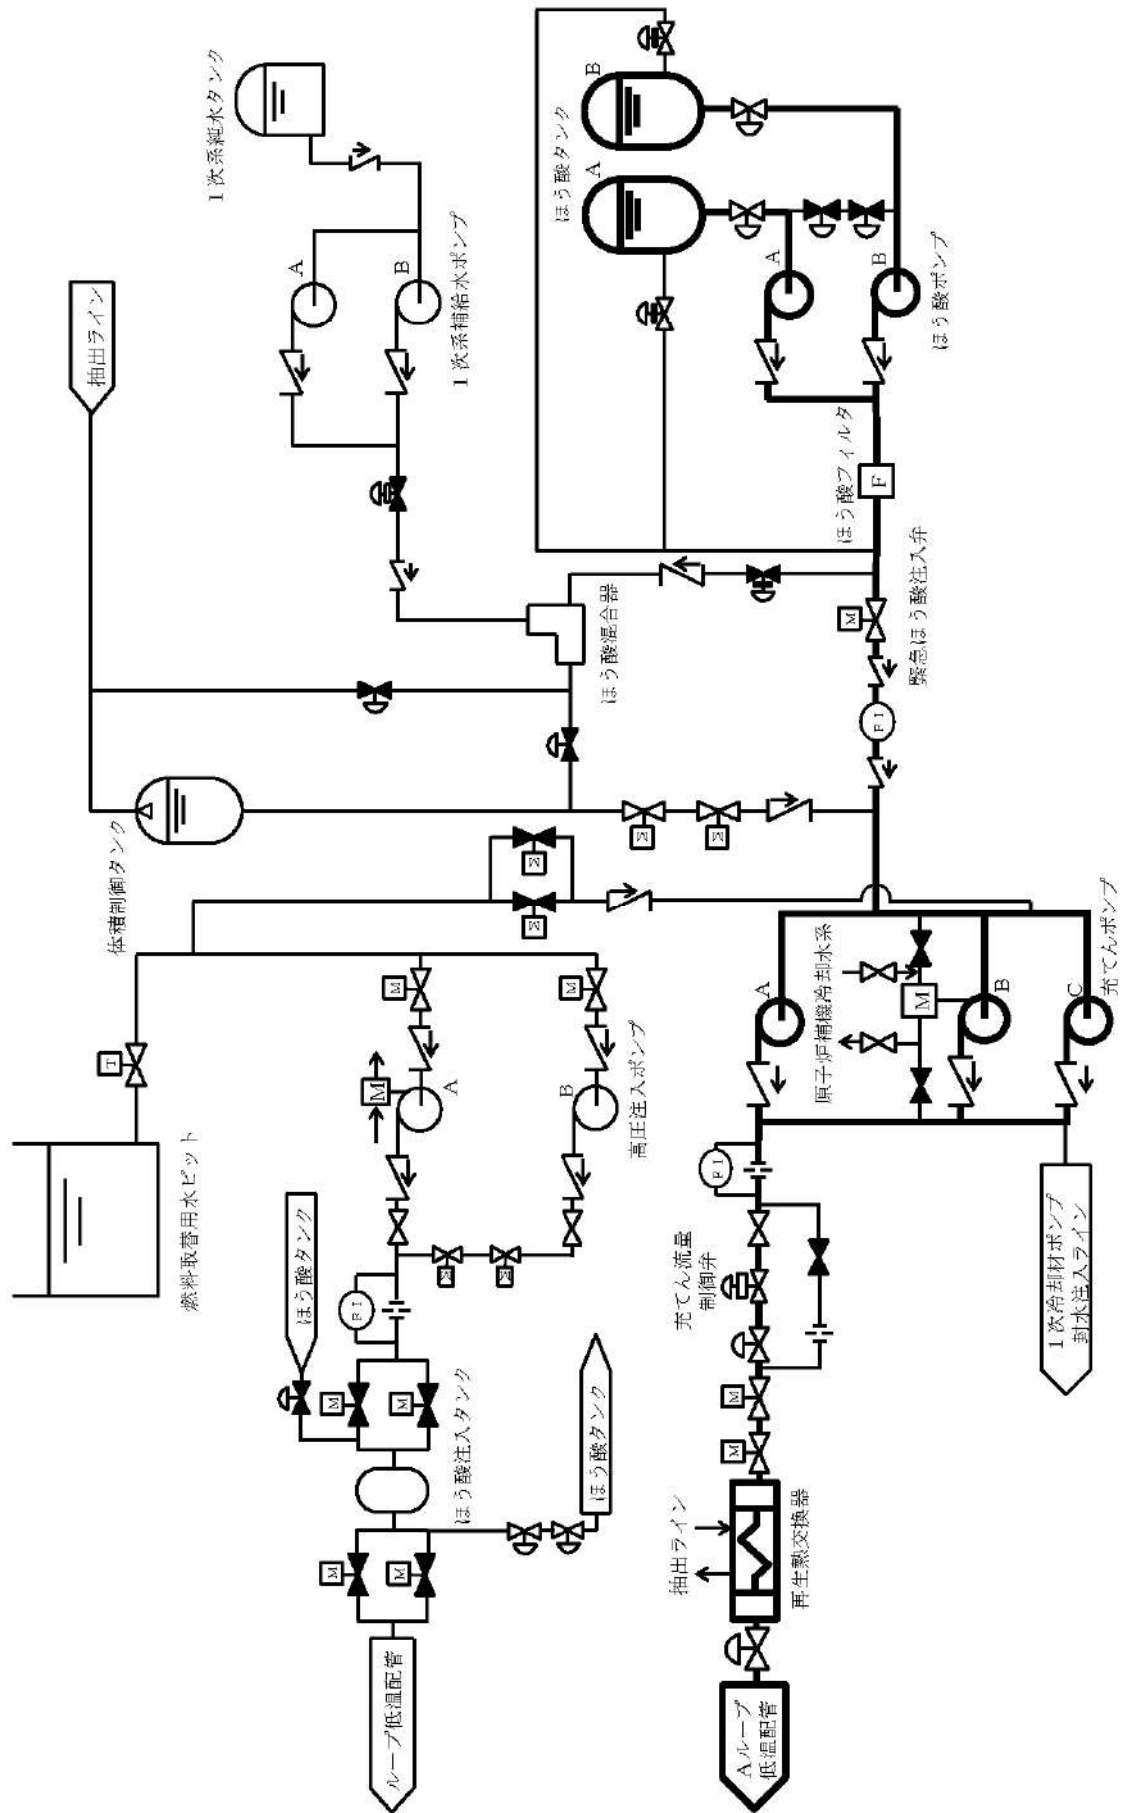 1次系純水タンク
抽出ライン
A
B
1次系補給水ポンプ
ほう酸タンク
A
B
A
B
ほう酸ポンプ
ほう酸フィルタ
F
緊急ほう酸注入弁
M
FI
ほう酸混合器
体積制御タンク
M
M
M
M
燃料取替用水ピット
T
M
M
M
A
B
高圧注入ポンプ
M
M
FI
ほう酸タンク
M
M
ほう酸注入タンク
M
M
ほう酸タンク
ループ低温配管
原子炉補機冷却水系
M
A
B
C
充てんポンプ
FI
充てん流量
制御弁
M
M
1次冷却材ポンプ
封水注入ライン
抽出ライン
再生熱交換器
Aループ
低温配管